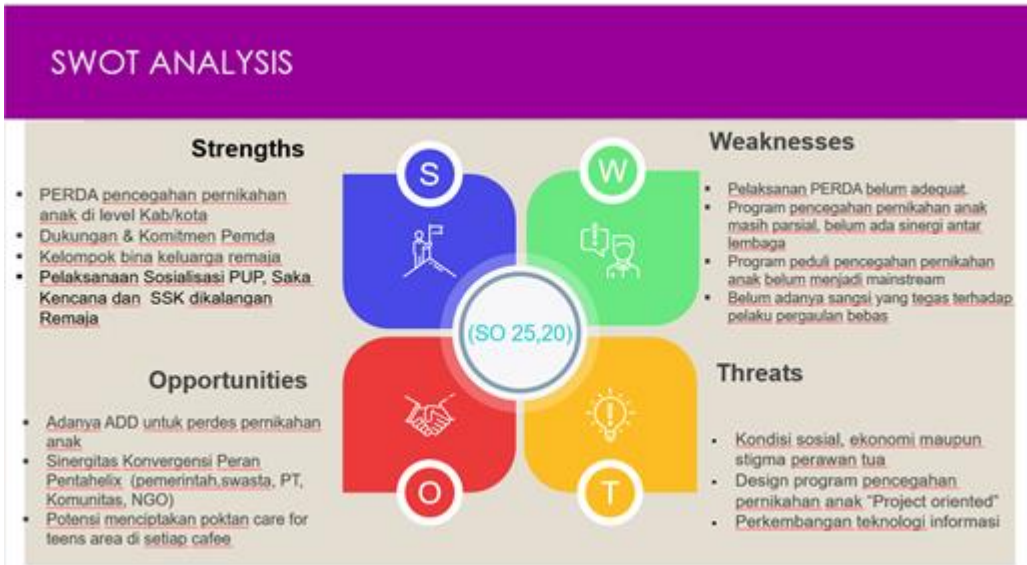 SWOT ANALYSIS
Strengths
PERDA pencegahan pernikahan
anak di level Kab/kota
Dukungan & Komitmen Pemda
Kelompok bina keluarga remaja
Pelaksanaan Sosialisasi PUP, Saka
Kencana dan SSK dikalangan
Remaja
S
W
Weaknesses
Pelaksanan PERDA belum adequat.
Program pencegahan pernikahan anak
masih parsial, belum ada sinergi antar
lembaga
Program peduli pencegahan pernikahan
anak belum menjadi mainstream
Belum adanya sangsi yang tegas terhadap
pelaku pergaulan bebas
(SO 25,20)
Opportunities
Adanya ADD untuk perdes pernikahan
anak
Sinergitas Konvergensi Peran
Pentahelix (pemerintah.swasta, PT,
Komunitas, NGO)
Potensi menciptakan poktan care for
teens area di setiap cafee
O
T
Threats
Kondisi sosial, ekonomi maupun
stigma perawan tua
Design program pencegahan
pernikahan anak "Project oriented"
Perkembangan teknologi informasi